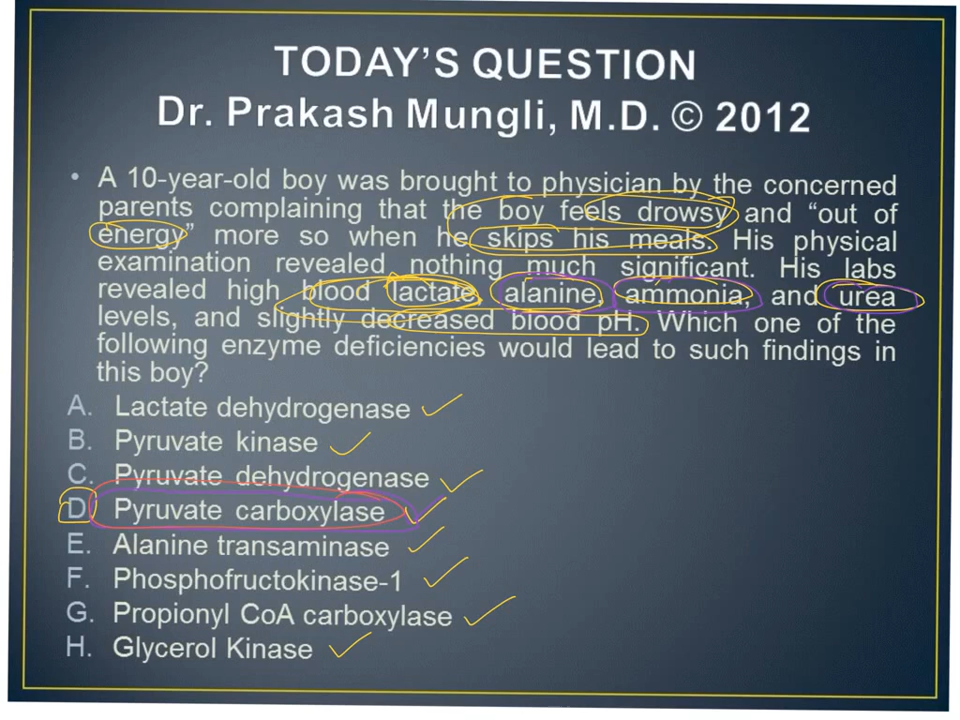 TODAY'S QUESTION
Dr. Prakash Mungli, M.D. © 2012
• A 10-year-old boy was brought to physician by the concerned
parents complaining that the boy feels drowsy and “out of
energy” more so when he skips his meals. His physical
examination revealed nothing much significant. His labs
revealed high blood lactate, alanine, ammonia, and urea
levels, and slightly decreased blood pH. Which one of the
following enzyme deficiencies would lead to such findings in
this boy?
A. Lactate dehydrogenase
B. Pyruvate kinase
C. Pyruvate dehydrogenase
D. Pyruvate carboxylase
E. Alanine transaminase
F. Phosphofructokinase-1
G. Propionyl CoA carboxylase
H. Glycerol Kinase